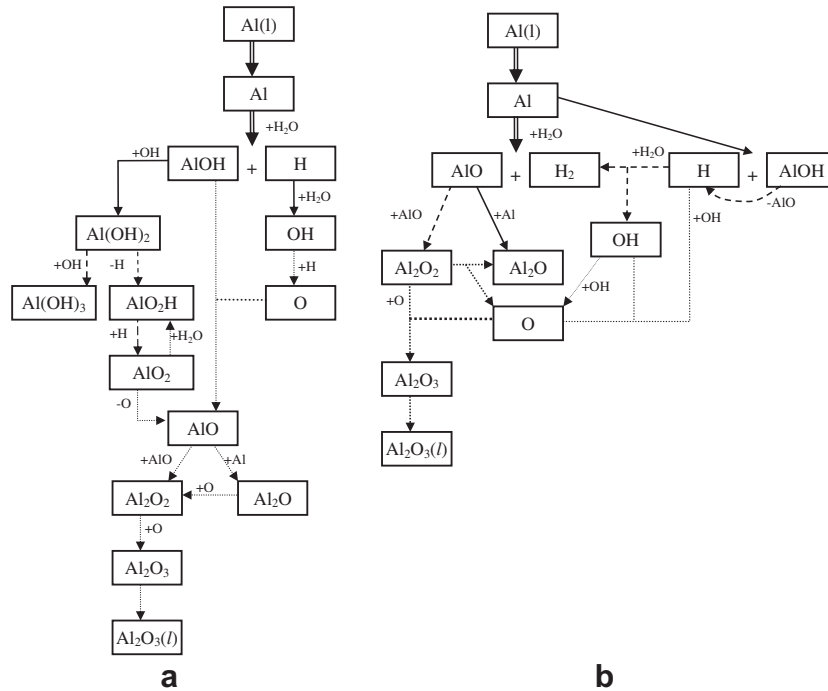 Al(l)
Al
+H₂O
+OH
AlOH + H
+H₂O
Al(OH)₂
OH
+OH
-H
+H
Al(OH)₃
AlO₂H
O
+H
+H₂O
AlO₂
-O
AlO
+AlO
+Al
Al₂O₂
+O
Al₂O
+O
Al₂O₃
Al₂O₃(l)
a
Al(l)
Al
+H₂O
+H₂O
AlO + H₂
H + AlOH
-AlO
+AlO
+Al
+OH
OH
Al₂O₂
Al₂O
+O
+OH
O
Al₂O₃
Al₂O₃(l)
b